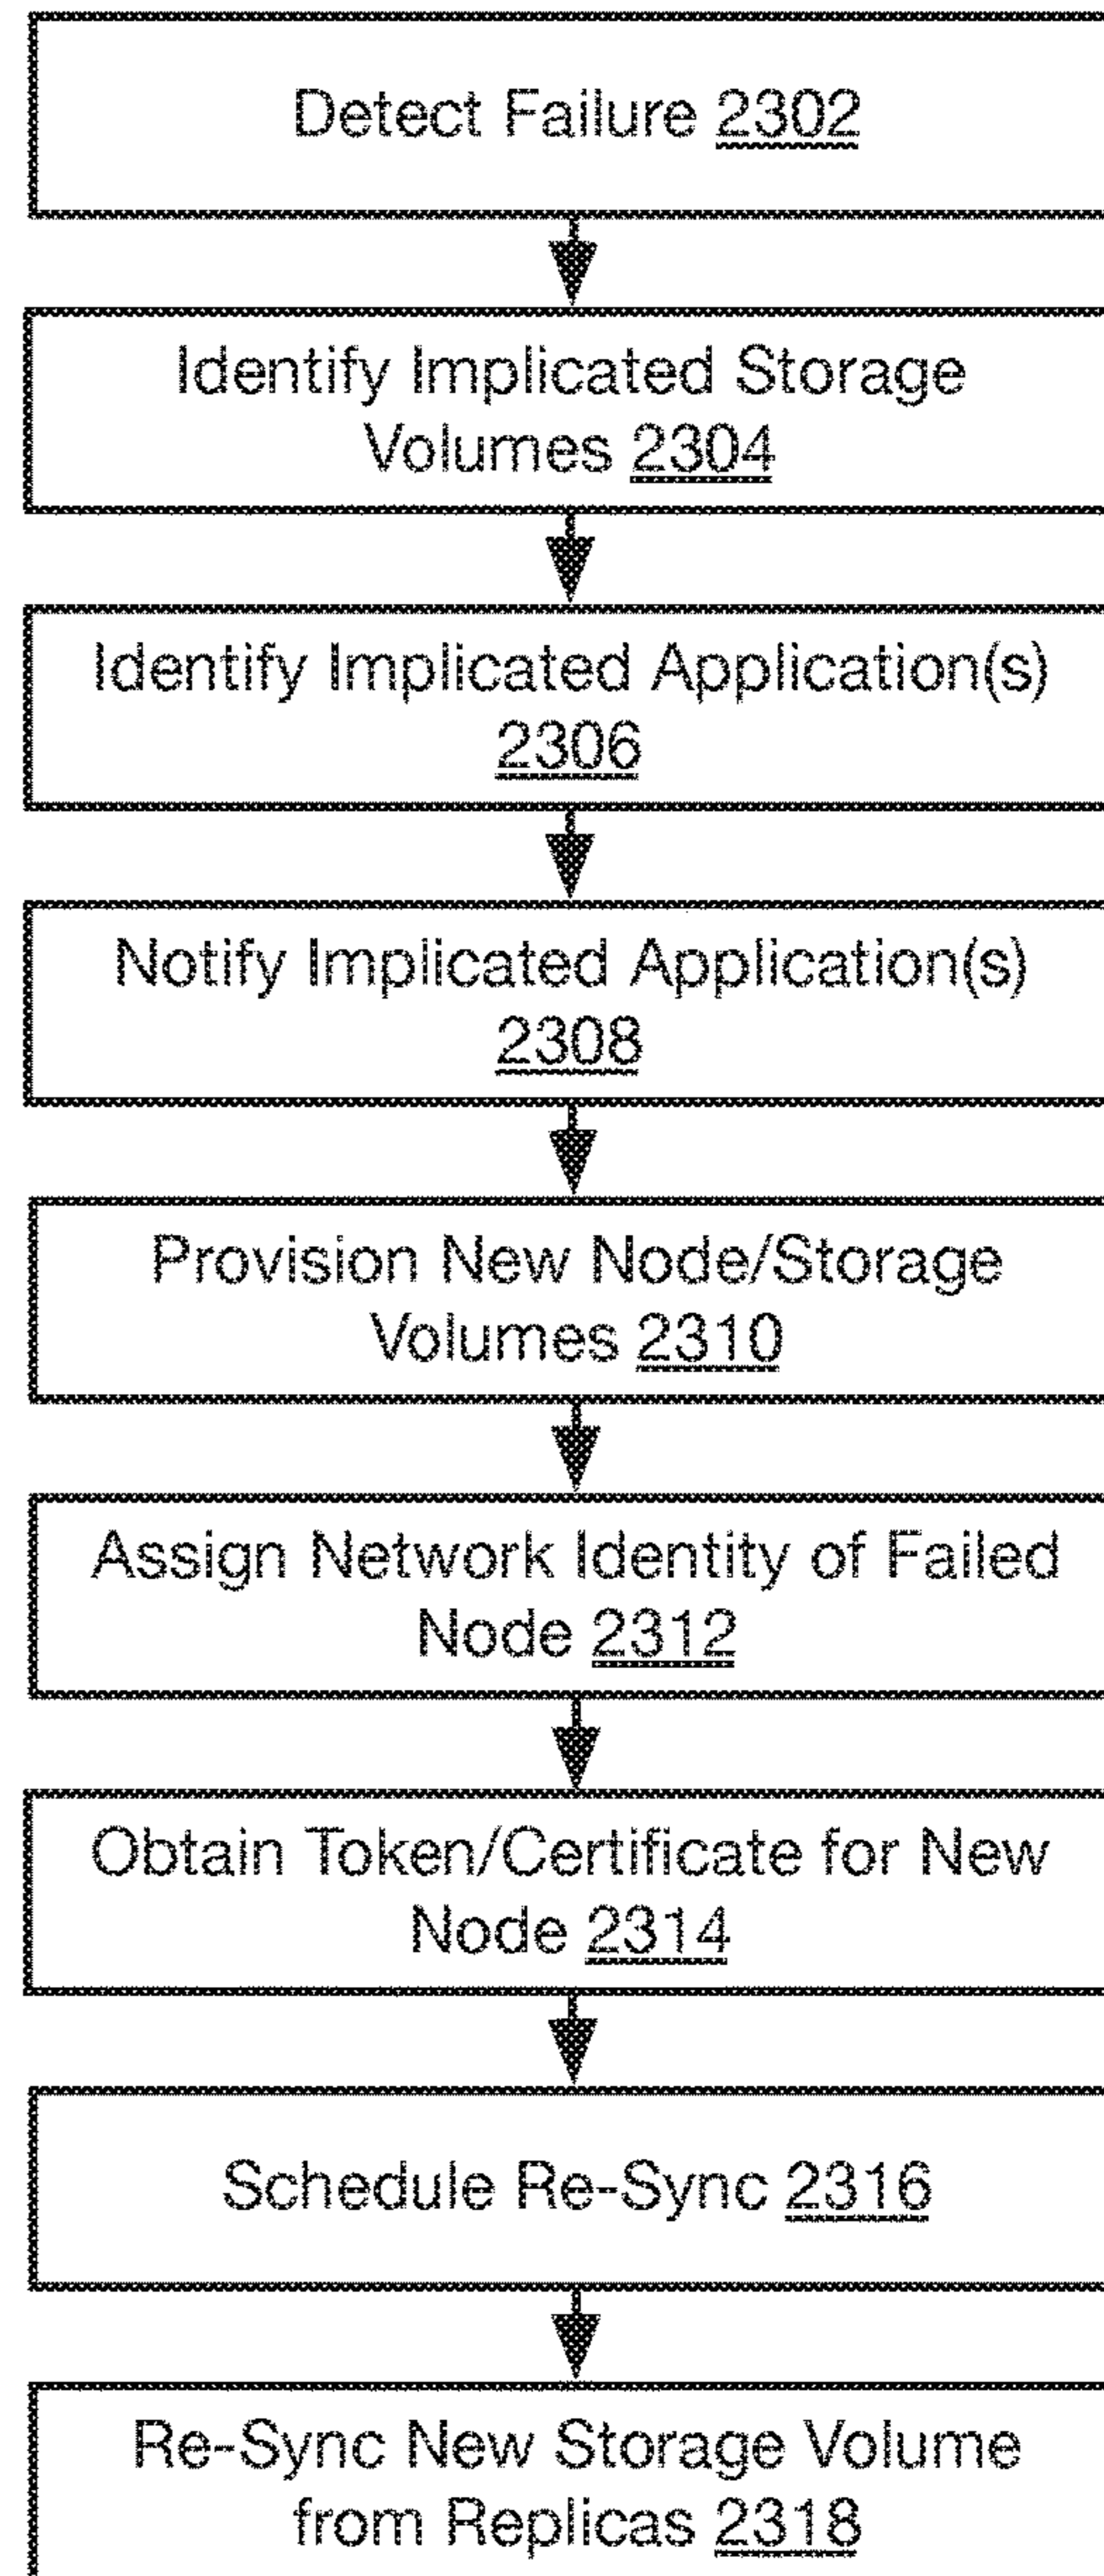 Detect Failure 2302
Identify Implicated Storage
Volumes 2304
Identify Implicated Application(s)
2306
Notify Implicated Application(s)
2308
Provision New Node/Storage
Volumes 2310
Assign Network Identity of Failed
Node 2312
Obtain Token/Certificate for New
Node 2314
Schedule Re-Sync 2316
Re-Sync New Storage Volume
from Replicas 2318